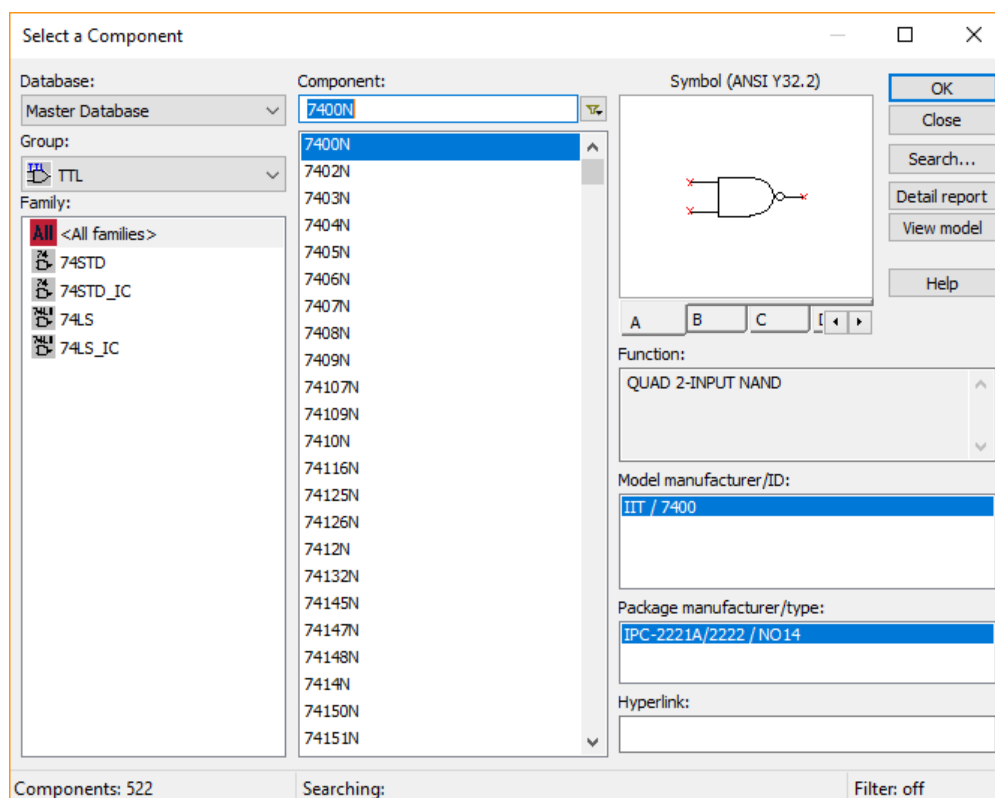 Select a Component
Database:
Master Database
Group:
TTL
Family:
All <All families>
74STD
74STD_IC
74LS
74LS_IC
Component:
7400N
7400N
7402N
7403N
7404N
7405N
7406N
7407N
7408N
7409N
74107N
74109N
7410N
74116N
74125N
74126N
7412N
74132N
74145N
74147N
74148N
7414N
74150N
74151N
Symbol (ANSI Y32.2)
A B C
Function:
QUAD 2-INPUT NAND
Model manufacturer/ID:
IIT / 7400
Package manufacturer/type:
IPC-2221A/2222 / NO14
Hyperlink:
OK
Close
Search...
Detail report
View model
Help
Components: 522
Searching:
Filter: off